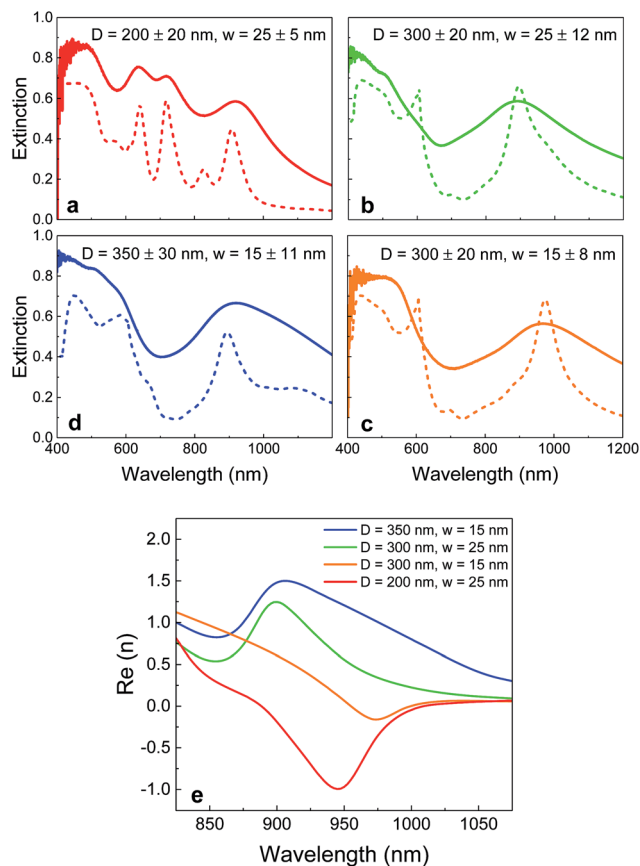 D = 200 ± 20 nm, w = 25 ± 5 nm
1.0
0.8
0.6
0.4
0.2
0.0
Extinction
a
D = 300 ± 20 nm, w = 25 ± 12 nm
b
D = 350 ± 30 nm, w = 15 ± 11 nm
1.0
0.8
0.6
0.4
0.2
0.0
Extinction
d
400 600 800 1000
Wavelength (nm)
D = 300 ± 20 nm, w = 15 ± 8 nm
c
400 600 800 1000 1200
Wavelength (nm)
D = 350 nm, w = 15 nm
D = 300 nm, w = 25 nm
D = 300 nm, w = 15 nm
D = 200 nm, w = 25 nm
2.0
1.5
1.0
0.5
0.0
-0.5
-1.0
Re (n)
e
850 900 950 1000 1050
Wavelength (nm)